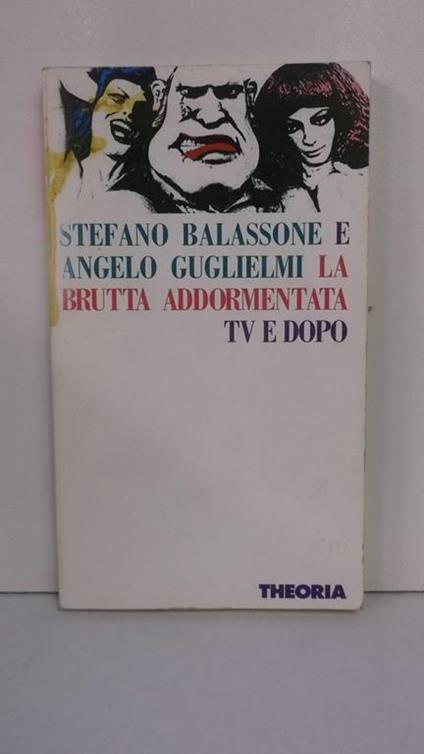 STEFANO BALASSONE E
ANGELO GUGLIELMI LA
BRUTTA ADDORMENTATA
TV E DOPO
THEORIA